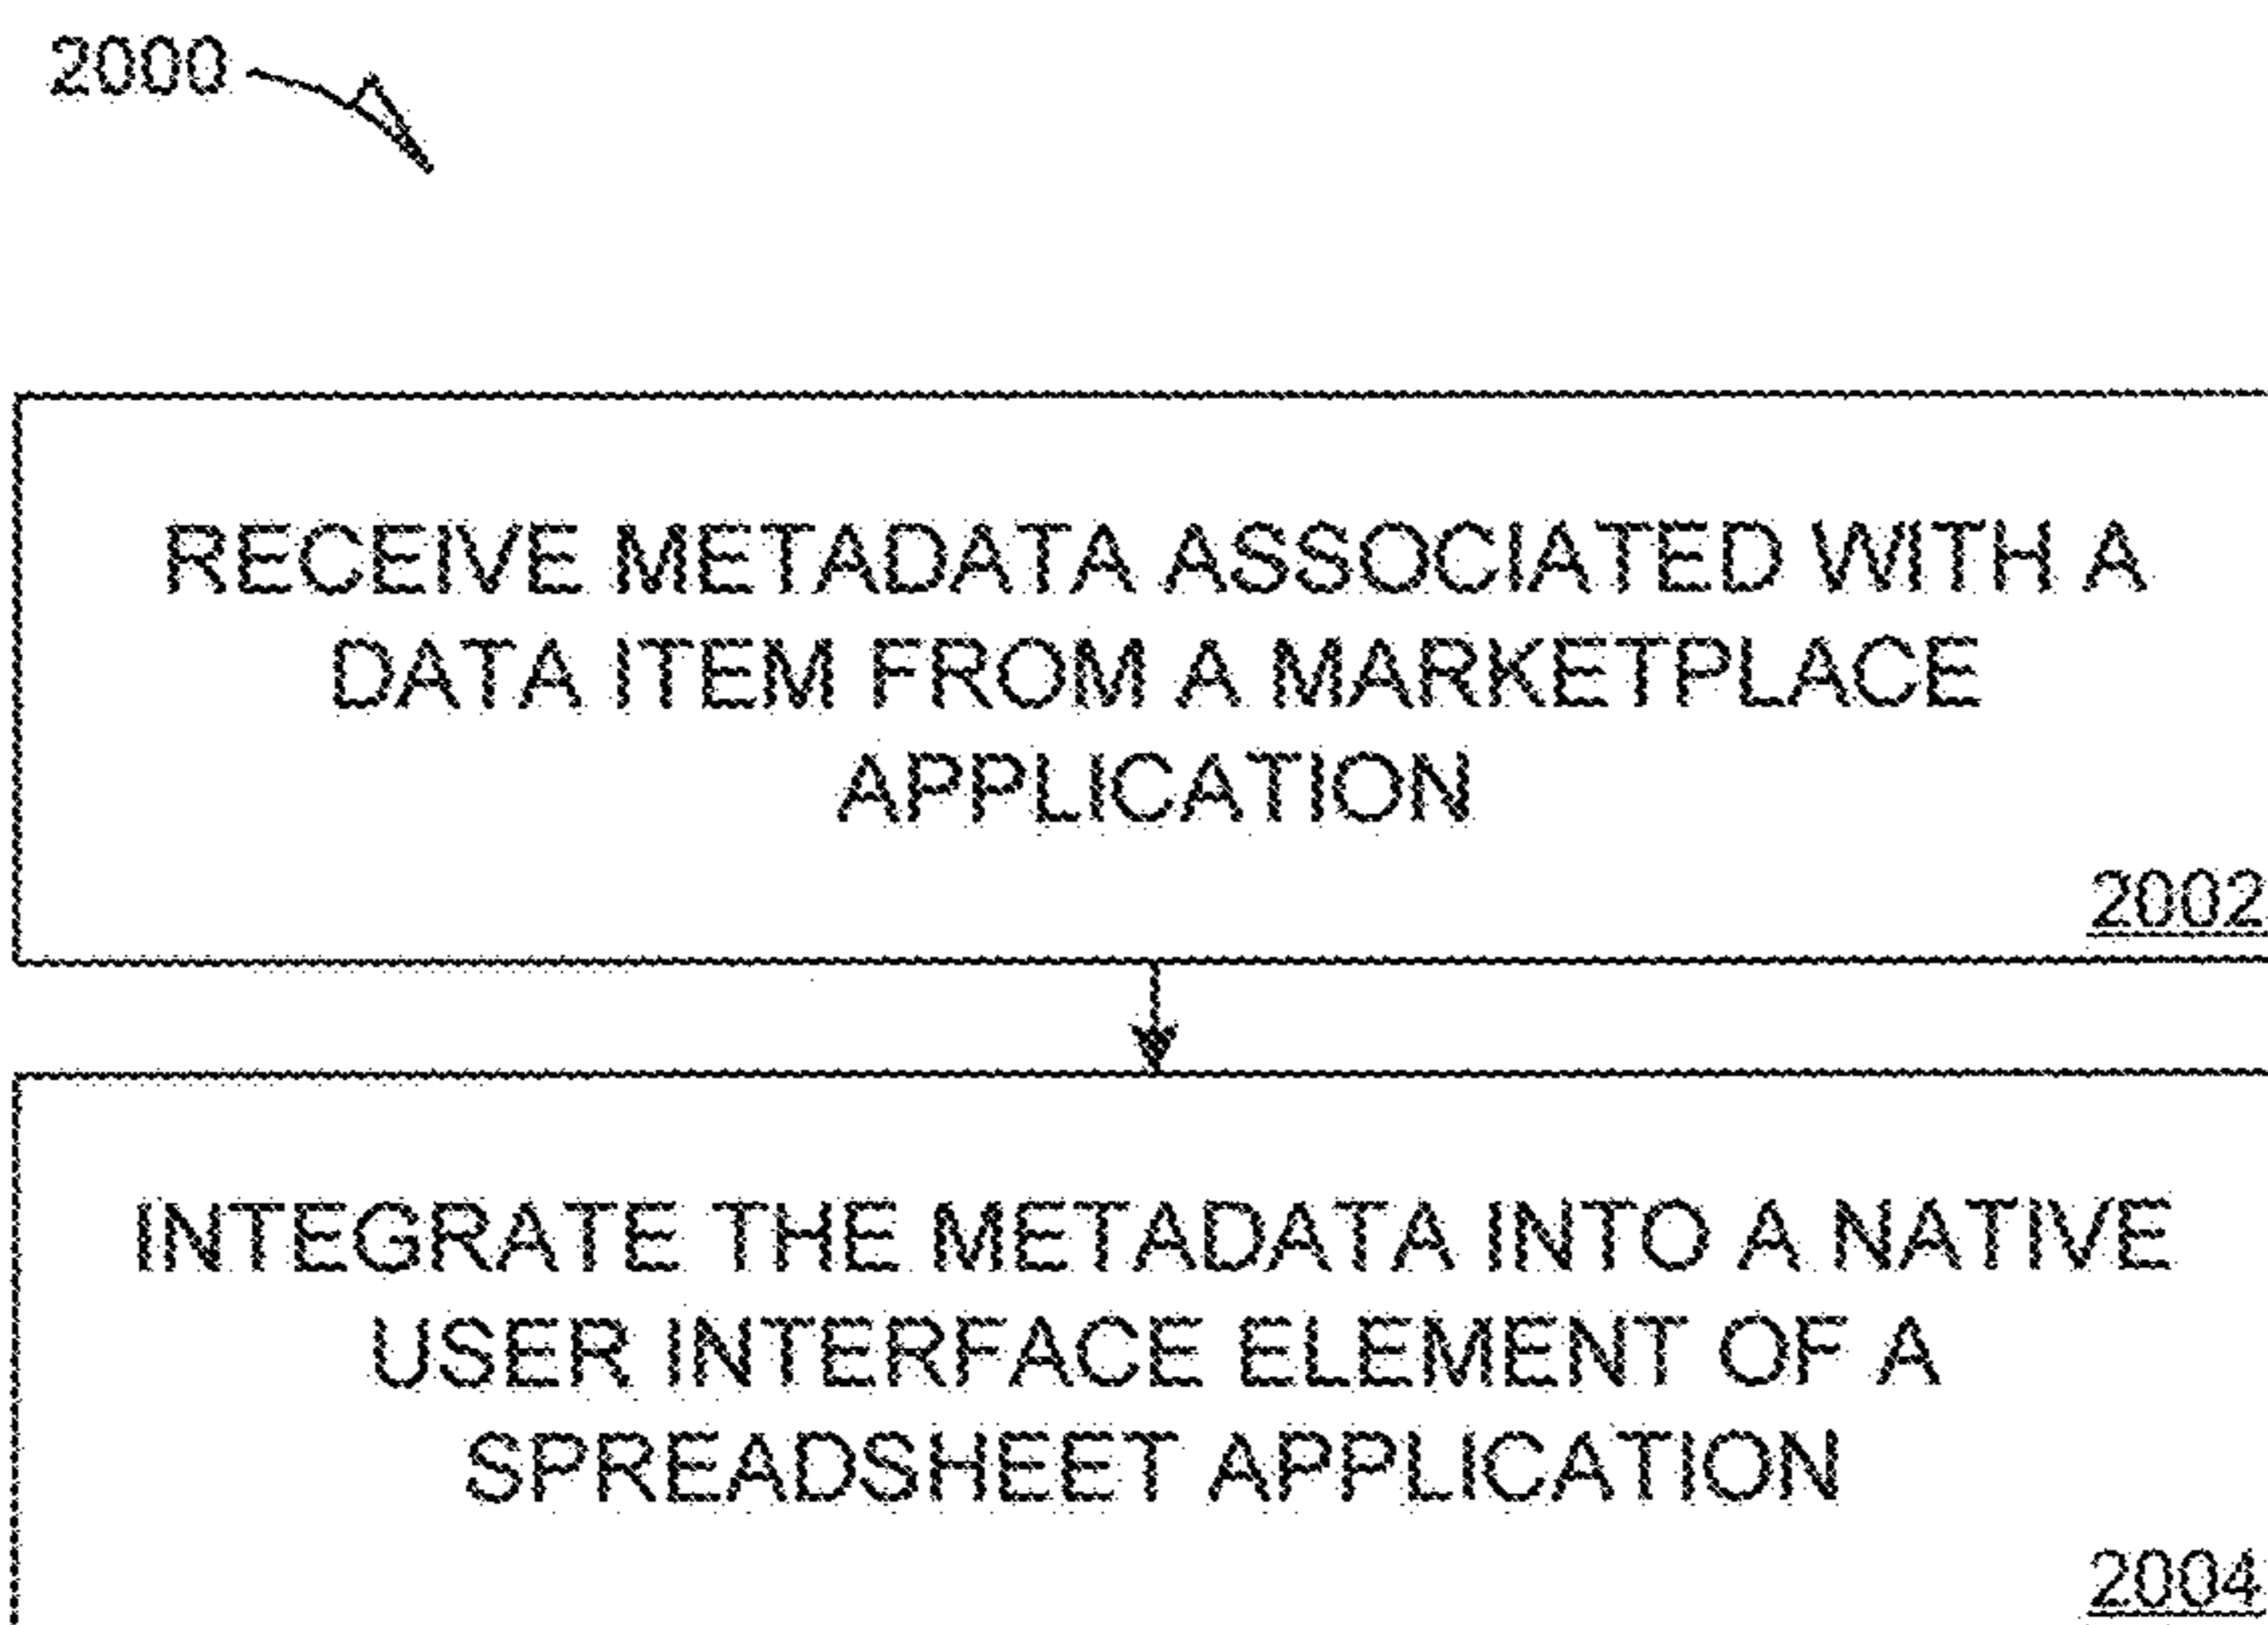 2000
RECEIVE METADATA ASSOCIATED WITH A
DATA ITEM FROM A MARKETPLACE
APPLICATION
2002
INTEGRATE THE METADATA INTO A NATIVE
USER INTERFACE ELEMENT OF A
SPREADSHEET APPLICATION
2004